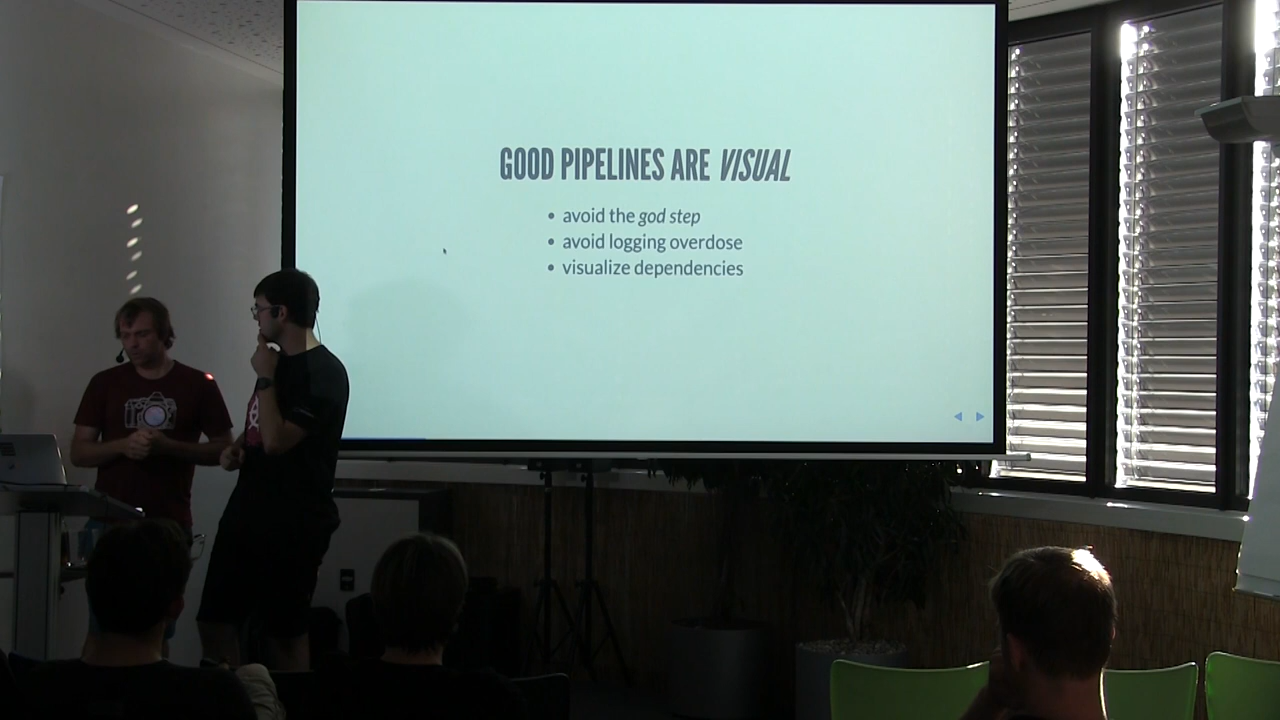 GOOD PIPELINES ARE VISUAL
• avoid the god step
• avoid logging overdose
• visualize dependencies